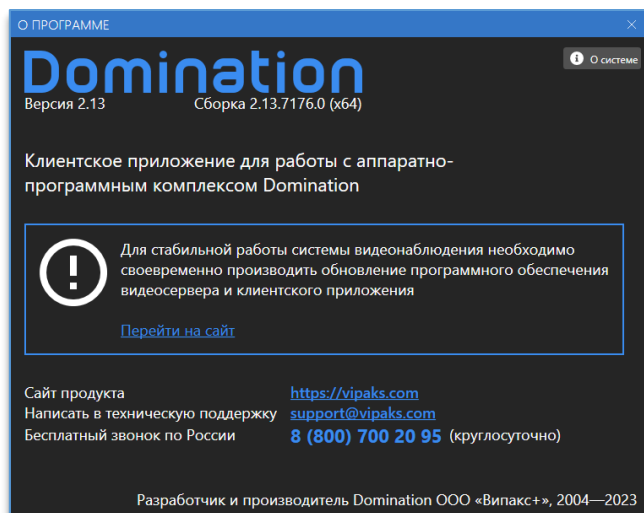 О ПРОГРАММЕ
Domination
О системе
Версия 2.13 Сборка 2.13.7176.0 (x64)
Клиентское приложение для работы с аппаратно-
программным комплексом Domination
Для стабильной работы системы видеонаблюдения необходимо
своевременно производить обновление программного обеспечения
видеосервера и клиентского приложения
Перейти на сайт
Сайт продукта https://vipaks.com
Написать в техническую поддержку support@vipaks.com
Бесплатный звонок по России 8 (800) 700 20 95 (круглосуточно)
Разработчик и производитель Domination ООО «Випакс+», 2004—2023